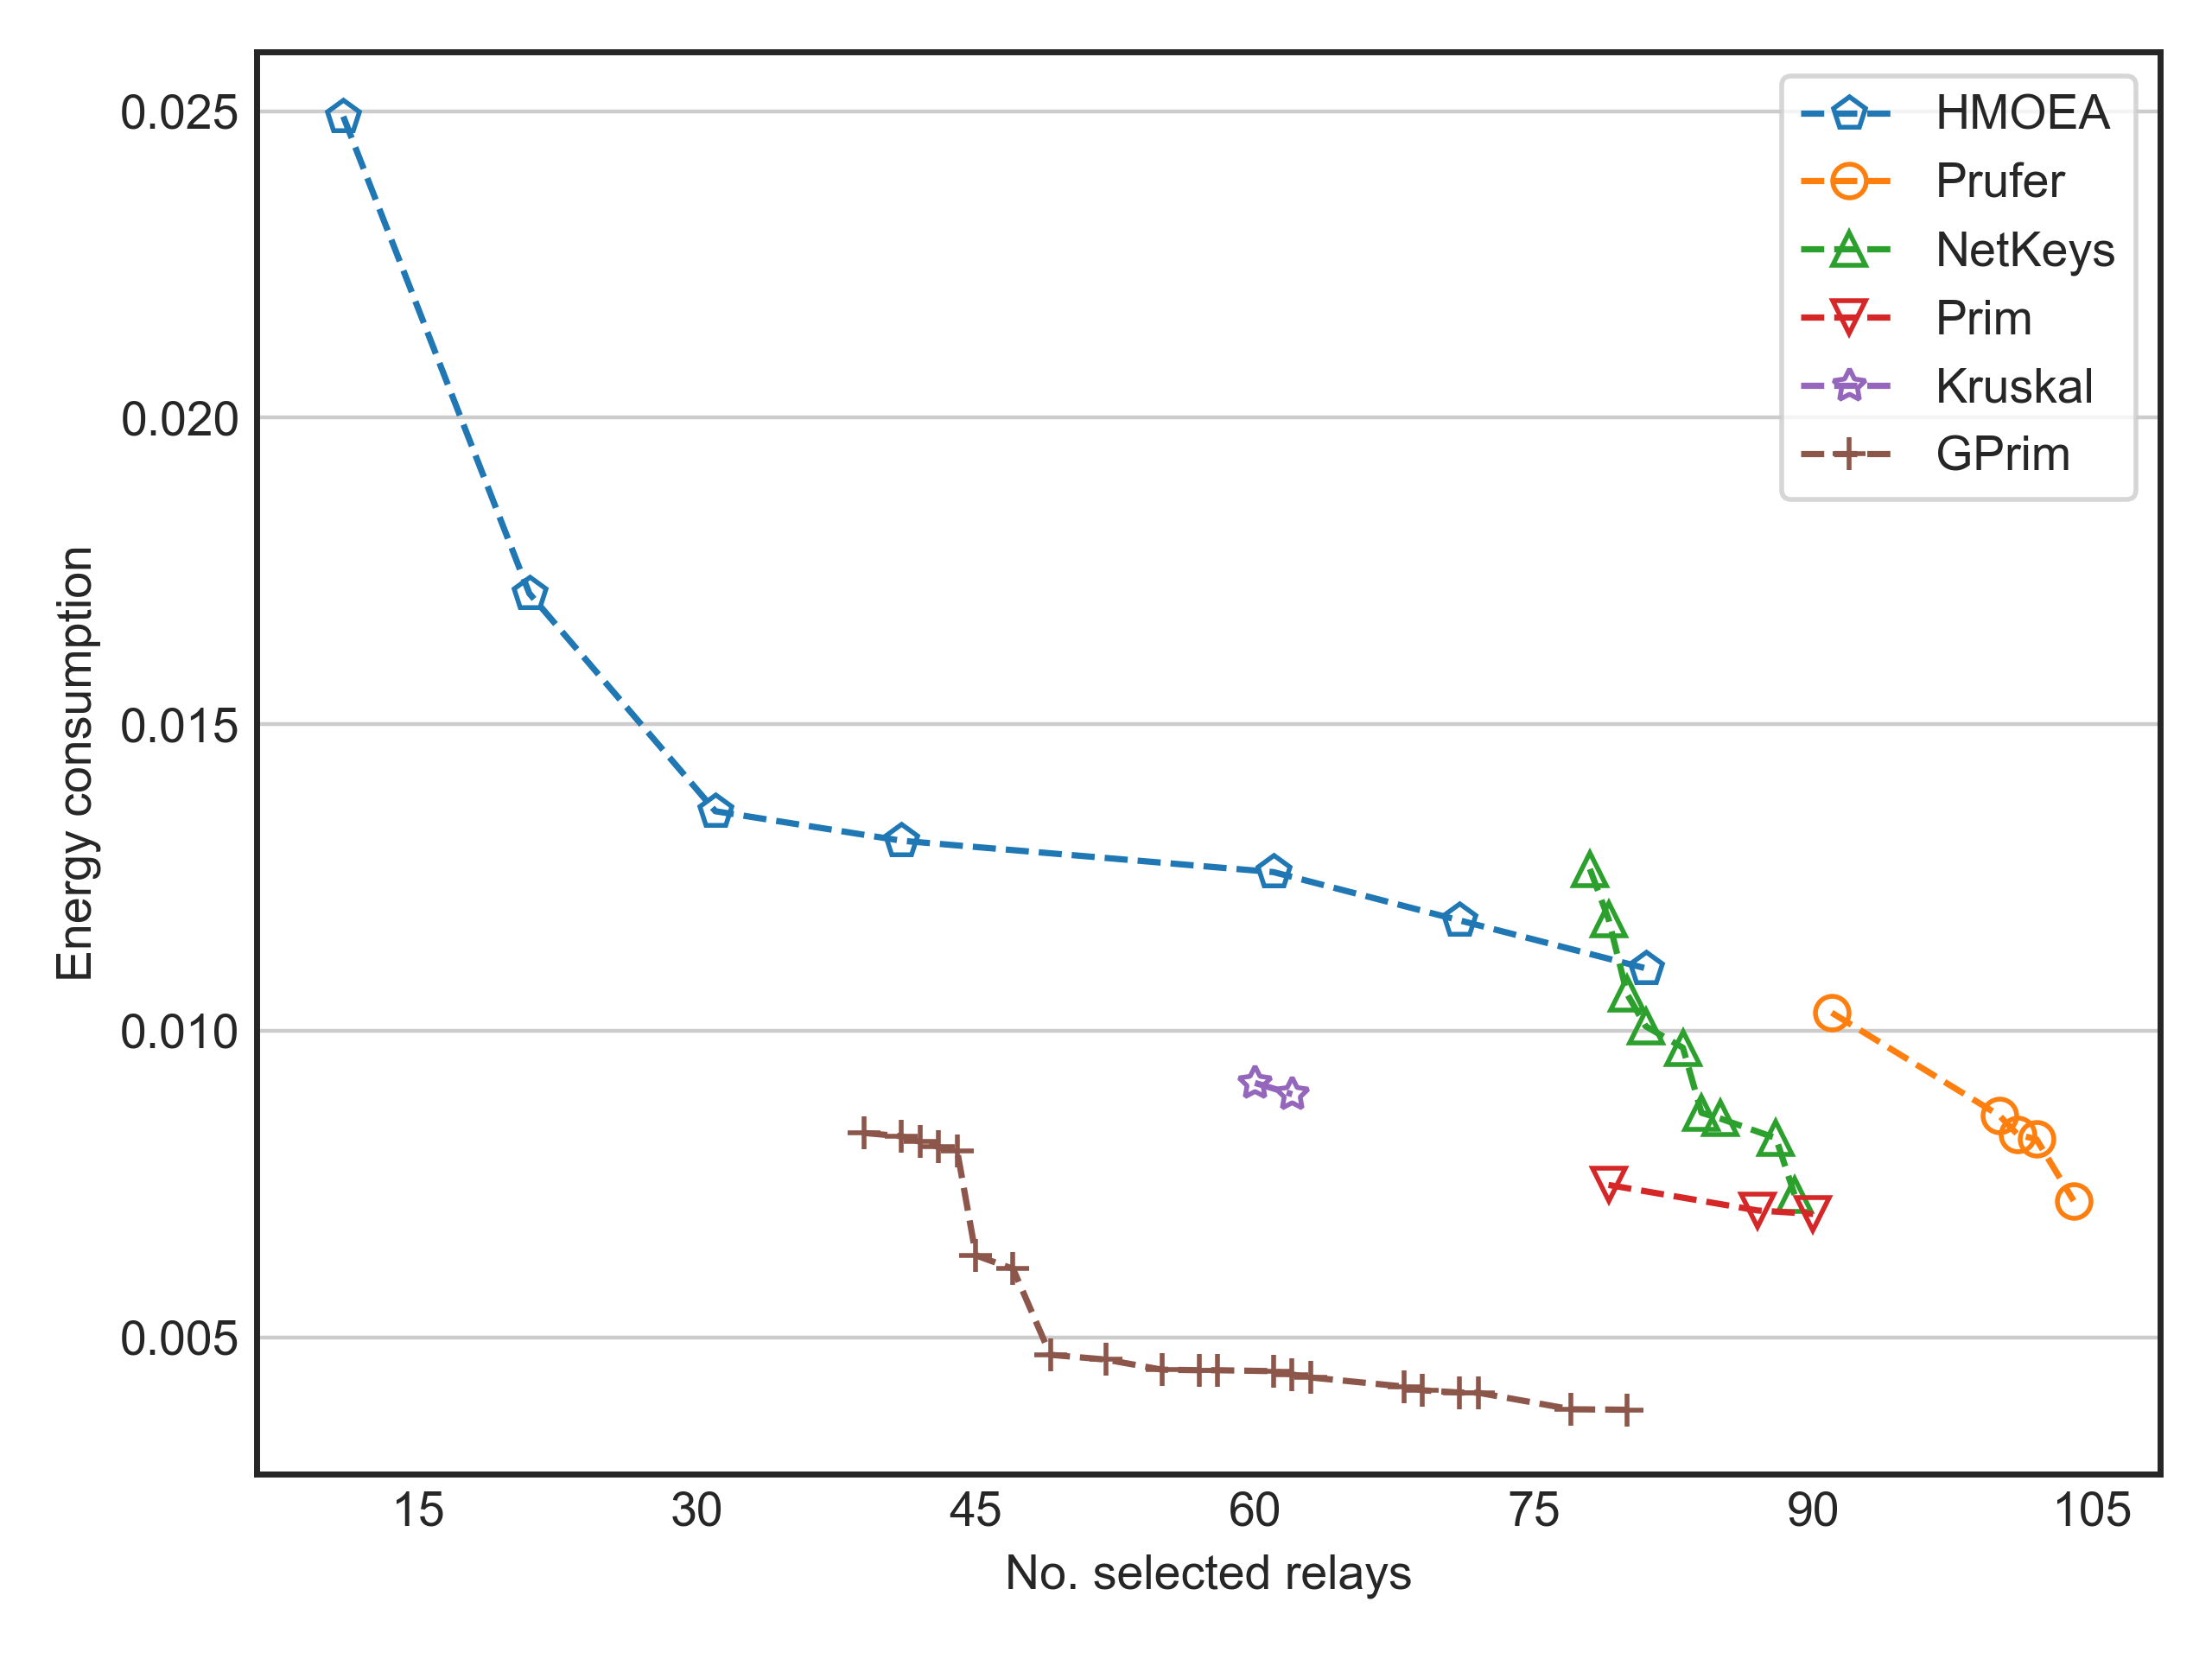 HMOEA
Prufer
NetKeys
Prim
Kruskal
GPrim
0.025
0.020
0.015
0.010
0.005
Energy consumption
15 30 45 60 75 90 105
No. selected relays